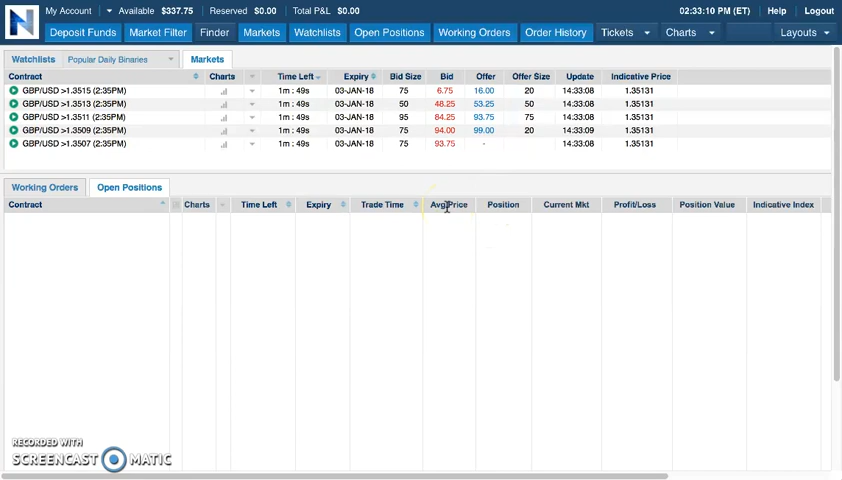 My Account Available $337.75 Reserved $0.00 Total P&L $0.00 02:33:10 PM (ET) Help Logout
N Deposit Funds Market Filter Finder Markets Watchlists Open Positions Working Orders Order History Tickets Charts Layouts
Watchlists Popular Daily Binaries Markets
Contract Charts Time Left Expiry Bid Size Bid Offer Offer Size Update Indicative Price
GBP/USD >1.3515 (2:35PM) 1m : 49s 03-JAN-18 75 6.75 16.00 20 14:33:08 1.35131
GBP/USD >1.3513 (2:35PM) 1m : 49s 03-JAN-18 50 48.25 53.25 50 14:33:08 1.35131
GBP/USD >1.3511 (2:35PM) 1m : 49s 03-JAN-18 95 84.25 93.75 75 14:33:08 1.35131
GBP/USD >1.3509 (2:35PM) 1m : 49s 03-JAN-18 75 94.00 99.00 20 14:33:09 1.35131
GBP/USD >1.3507 (2:35PM) 1m : 49s 03-JAN-18 75 93.75 - 14:33:08 1.35131
Working Orders Open Positions
Contract Charts Time Left Expiry Trade Time Avg Price Position Current Mkt Profit/Loss Position Value Indicative Index
RECORDED WITH
SCREENCAST MATIC